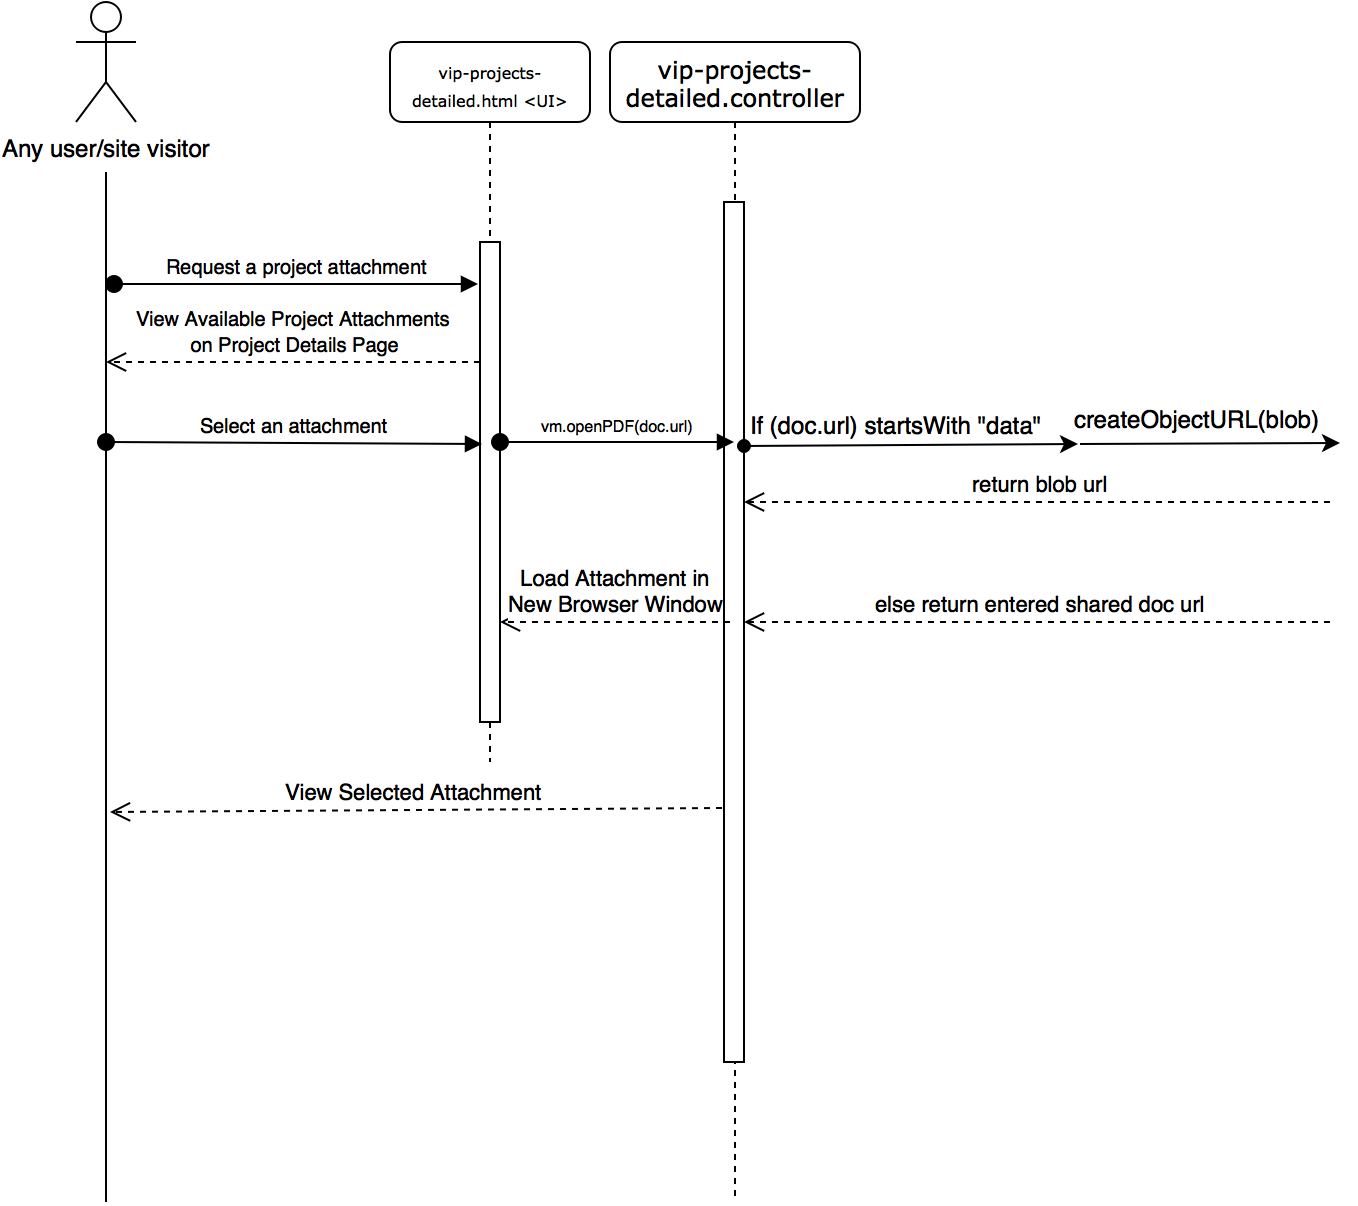 Any user/site visitor
vip-projects-
detailed.html <UI>
vip-projects-
detailed.controller
Request a project attachment
View Available Project Attachments
on Project Details Page
Select an attachment
vm.openPDF(doc.url)
If (doc.url) startsWith "data"
createObjectURL(blob)
return blob url
Load Attachment in
New Browser Window
else return entered shared doc url
View Selected Attachment